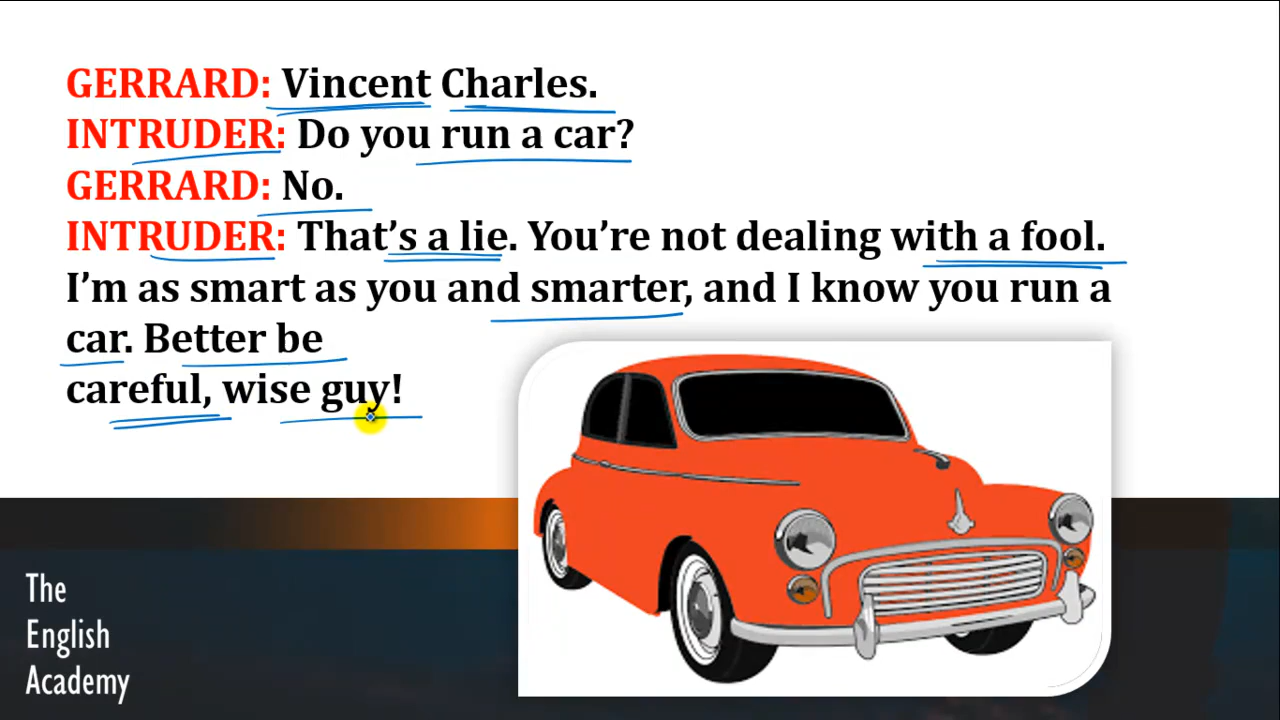 GERRARD: Vincent Charles.
INTRUDER: Do you run a car?
GERRARD: No.
INTRUDER: That’s a lie. You’re not dealing with a fool.
I’m as smart as you and smarter, and I know you run a
car. Better be
careful, wise guy!
The
English
Academy